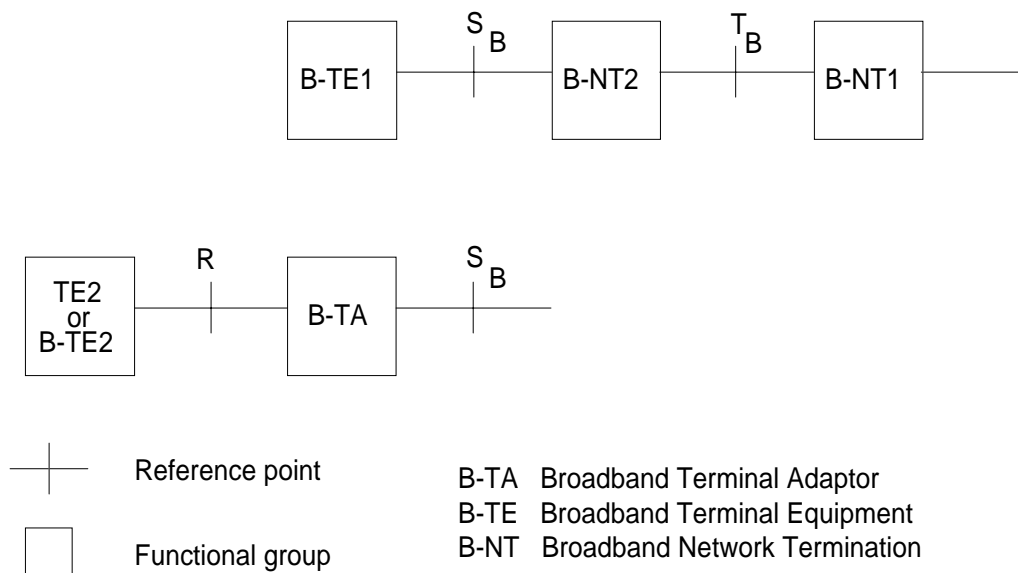 S B
T B
B-TE1
B-NT2
B-NT1
R
S B
TE2
or
B-TE2
B-TA
Reference point
Functional group
B-TA Broadband Terminal Adaptor
B-TE Broadband Terminal Equipment
B-NT Broadband Network Termination